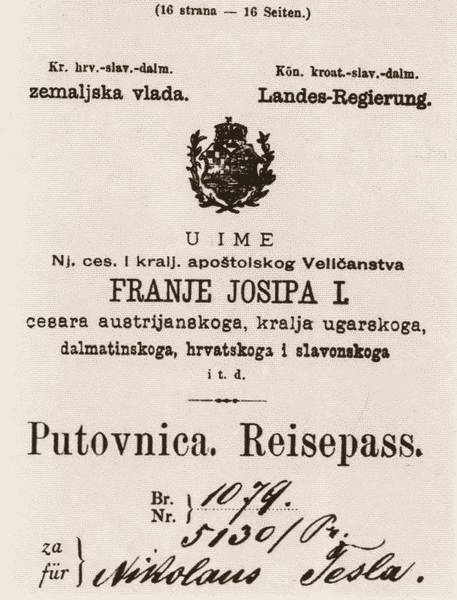 (16 strana — 16 Seiten.)
Kr. hrv.-slav.-dalm.
zemaljska vlada.
Kön. kroat.-slav.-dalm.
Landes-Regierung.
U IME
Nj. ces. i kralj. apoštolskog Veličanstva
FRANJE JOSIPA I.
cesara austrijanskoga, kralja ugarskoga,
dalmatinskoga, hrvatskoga i slavonskoga
i t. d.
Putovnica. Reisepass.
Br. 1079.
Nr. 5130/Pr.
za
für Nikolaus Tesla.